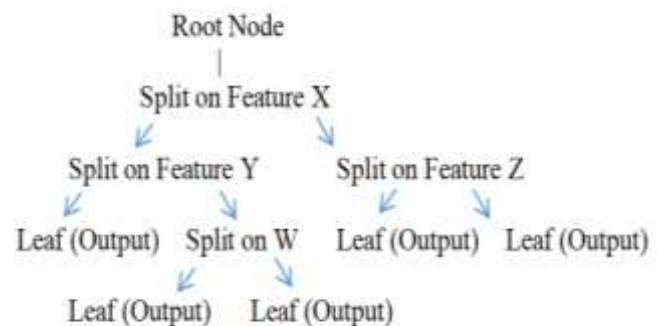 Root Node
Split on Feature X
Split on Feature Y Split on Feature Z
Leaf (Output) Split on W Leaf (Output) Leaf (Output)
Leaf (Output) Leaf (Output)